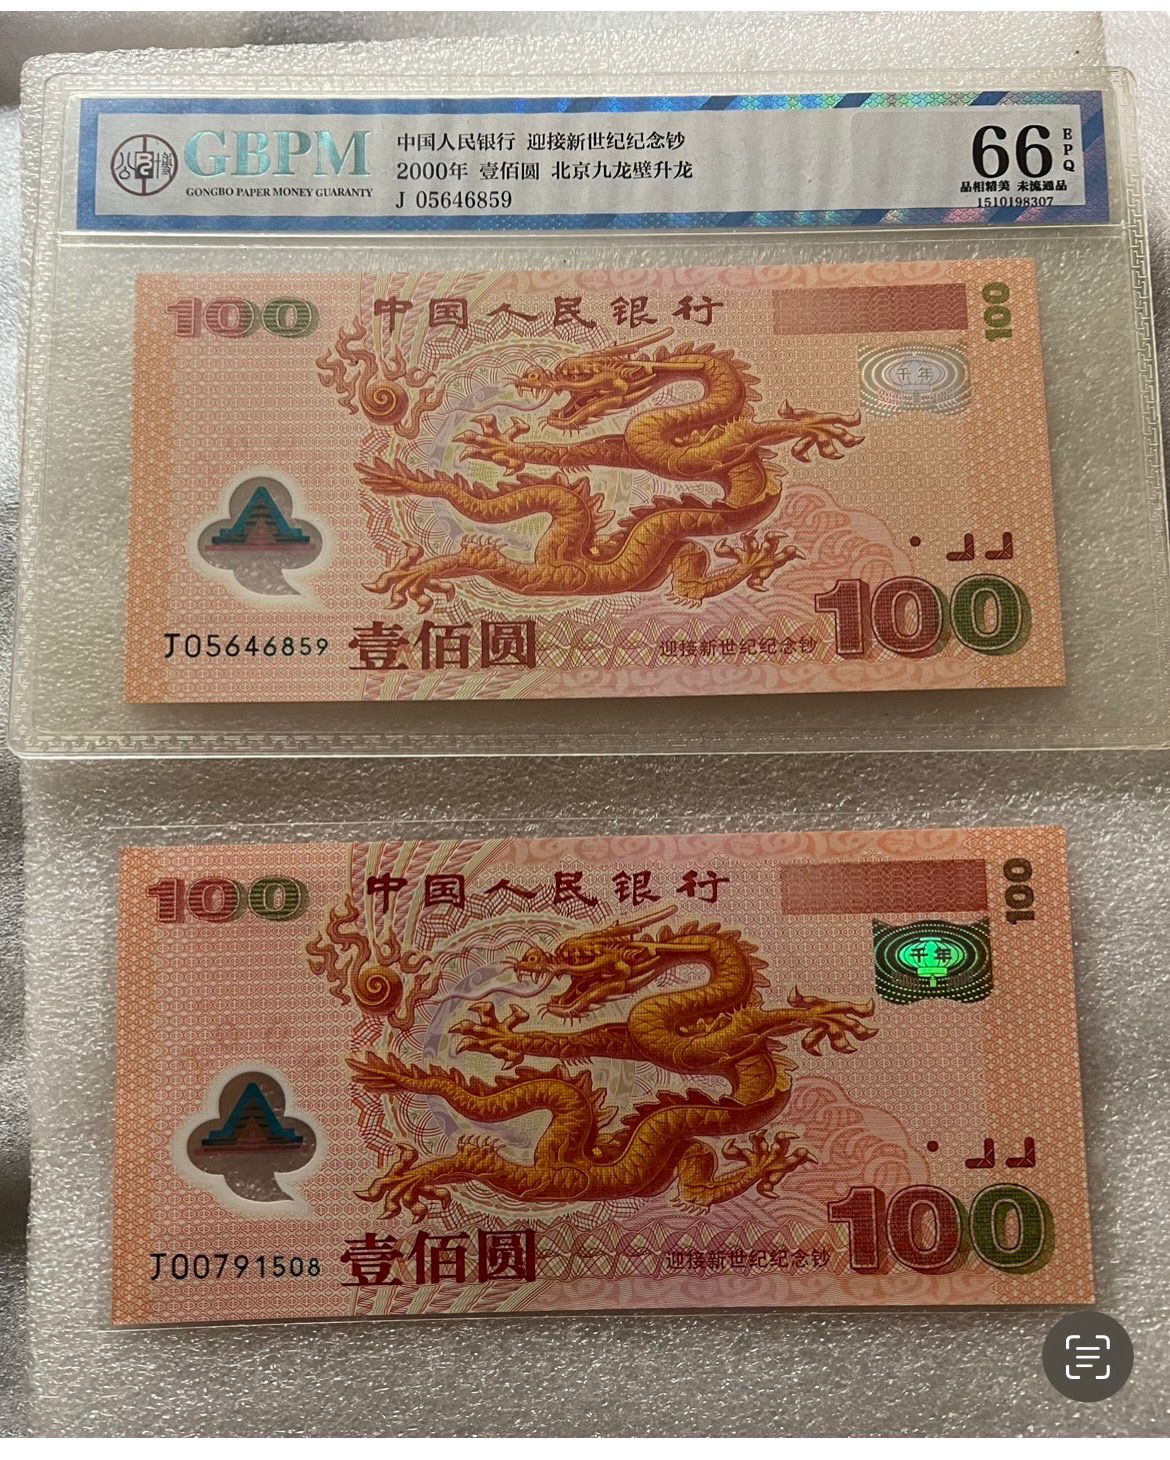 GBPM
GONGBO PAPER MONEY GUARANTY
中国人民银行 迎接新世纪纪念钞
2000年 壹佰圆 北京九龙壁升龙
J 05646859
66 EPQ
品相精美 未流通品
1510198307
100
中国人民银行
100
千年
J05646859
壹佰圆
迎接新世纪纪念钞
100
100
中国人民银行
100
千年
J00791508
壹佰圆
迎接新世纪纪念钞
100